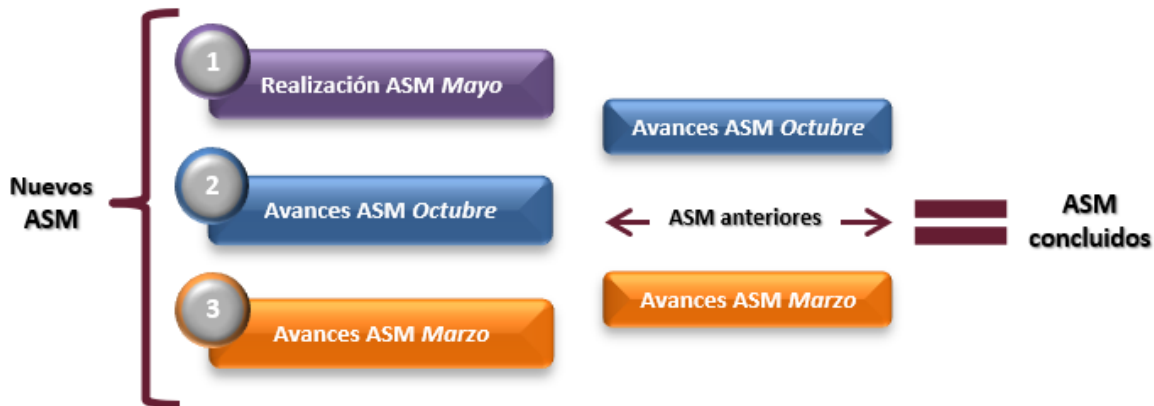 Nuevos
ASM
1
Realización ASM Mayo
2
Avances ASM Octubre
3
Avances ASM Marzo
Avances ASM Octubre
ASM anteriores
Avances ASM Marzo
ASM
concluidos